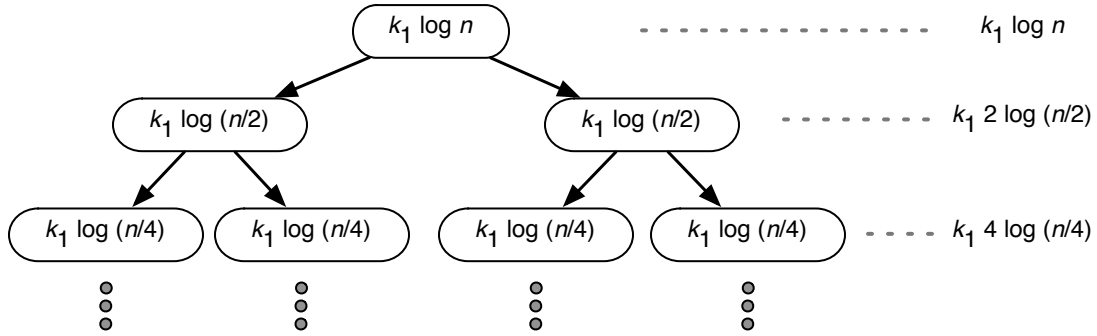 k₁ log n
k₁ log n
k₁ log (n/2)
k₁ log (n/2)
k₁ 2 log (n/2)
k₁ log (n/4)
k₁ log (n/4)
k₁ log (n/4)
k₁ log (n/4)
k₁ 4 log (n/4)